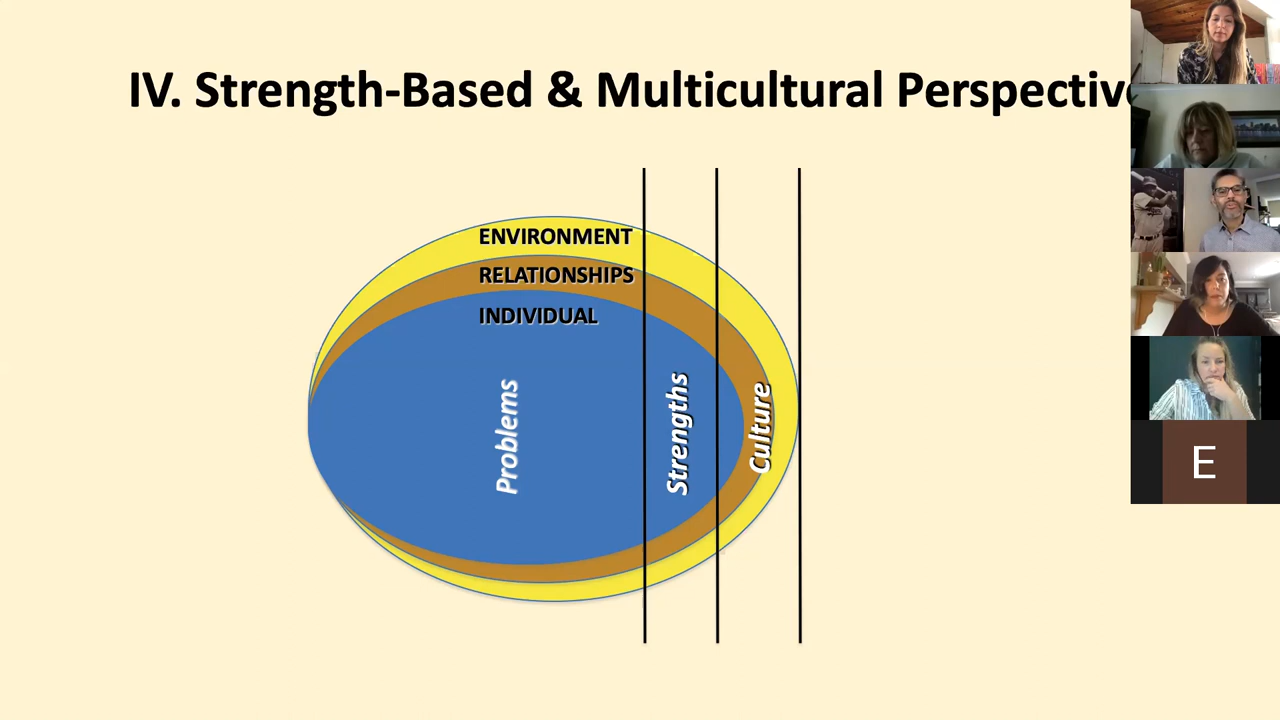 IV. Strength-Based & Multicultural Perspectiv
ENVIRONMENT
RELATIONSHIPS
INDIVIDUAL
Problems
Strengths
Culture
E